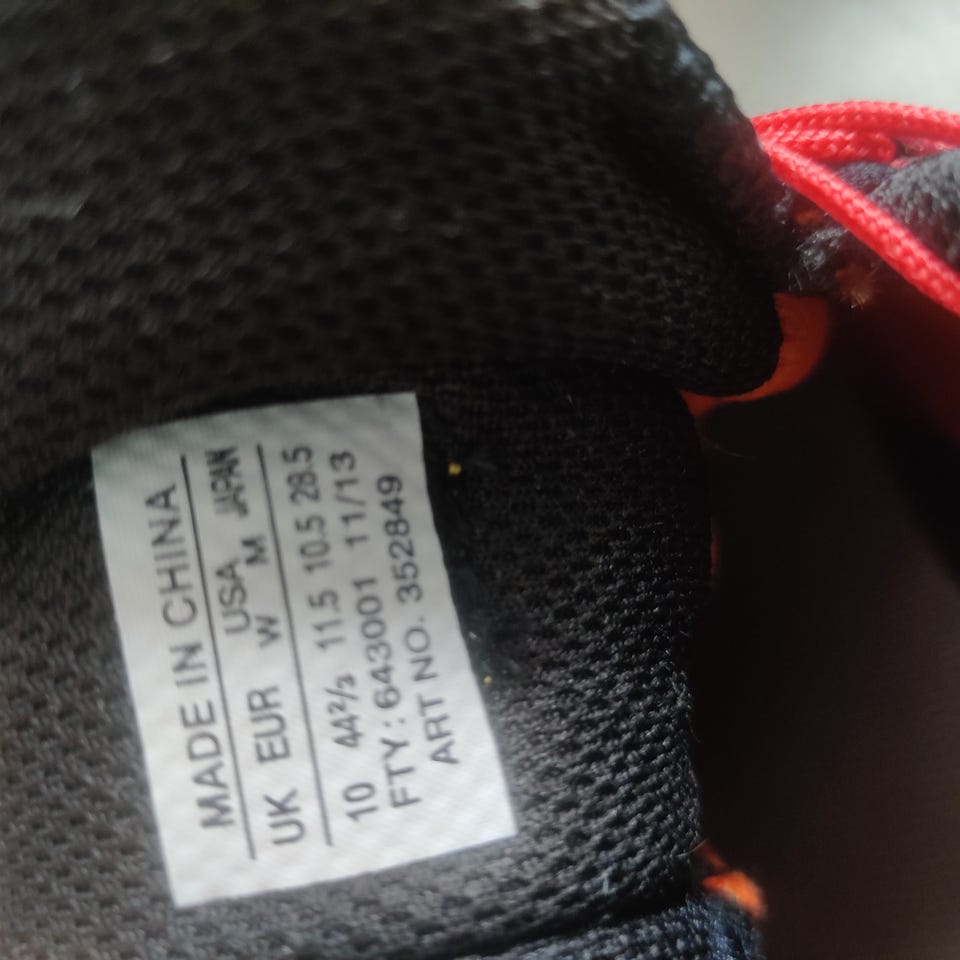 MADE IN CHINA
USA JAPAN
UK EUR W M
10 44²/₃ 11.5 10.5 28.5
FTY : 643001 11/13
ART NO. 352849